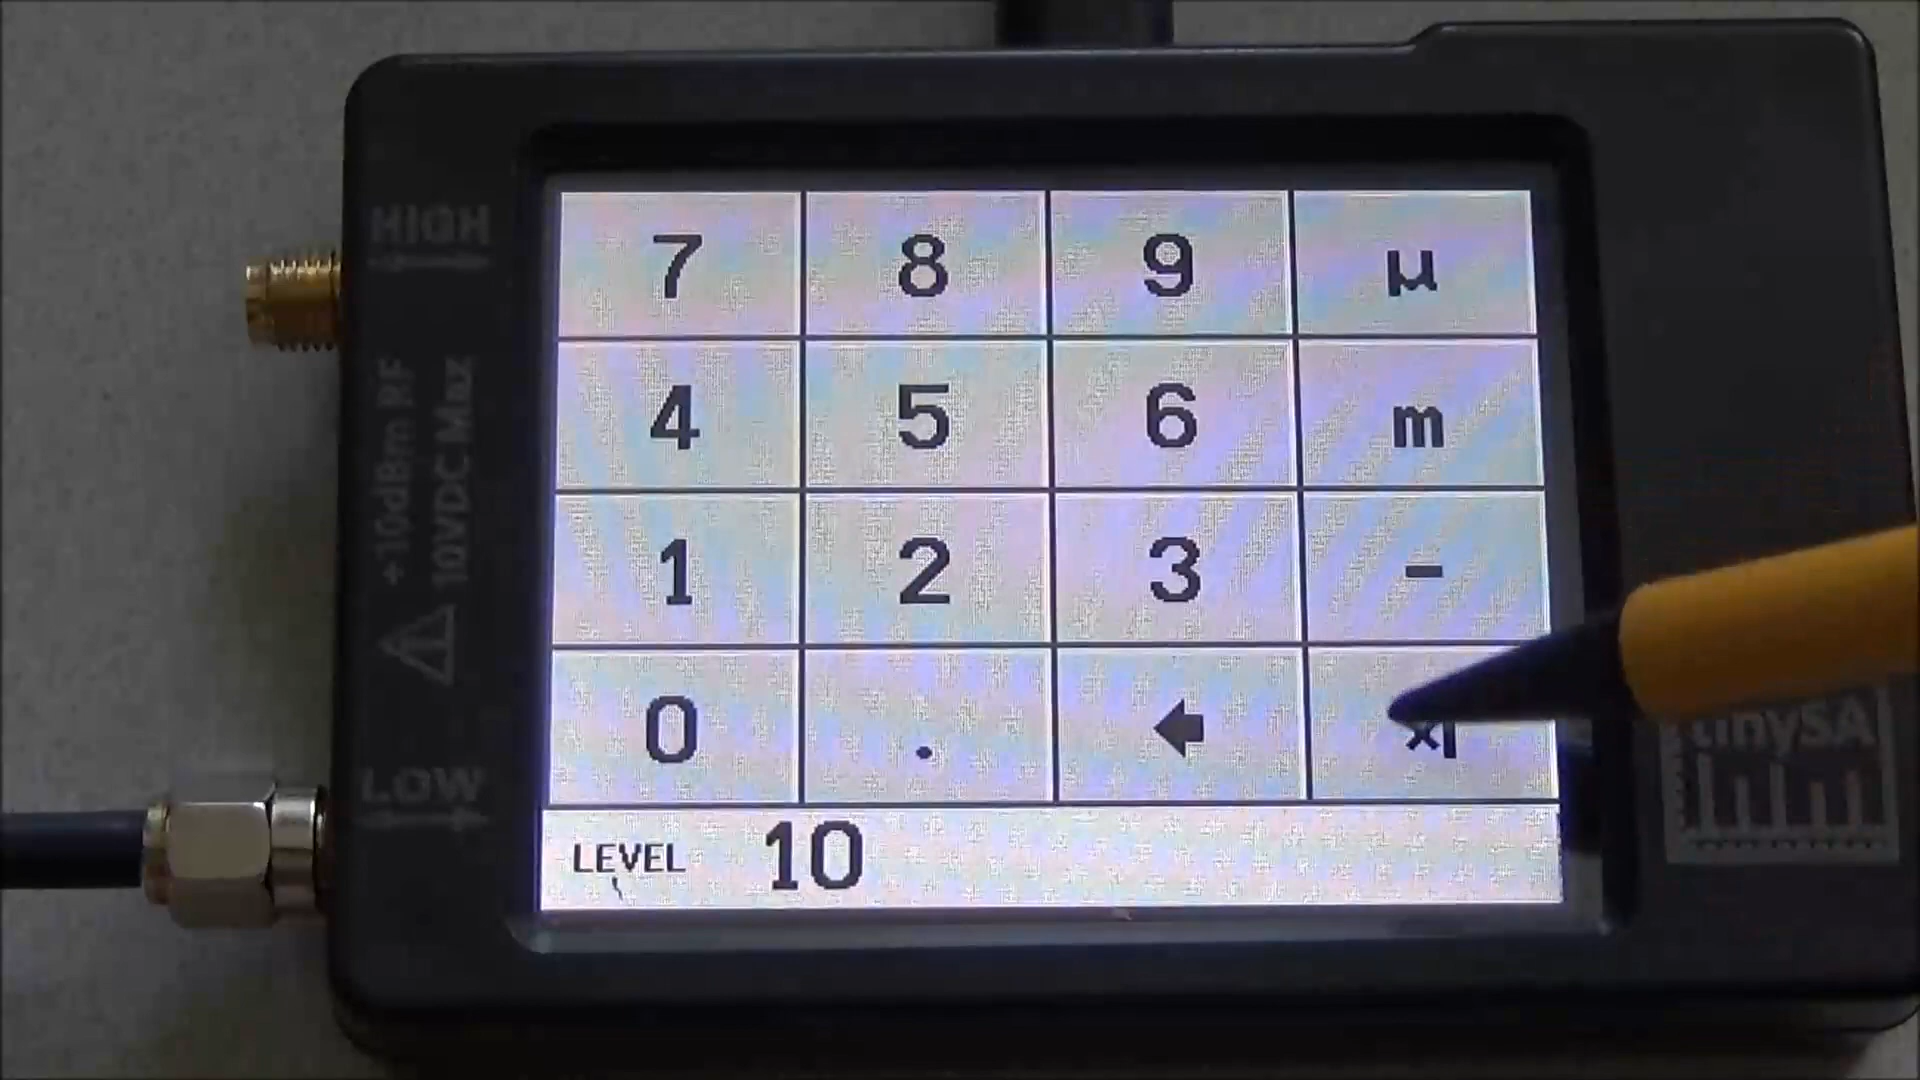 HIGH
+10dBm RF
10VDC Max
LOW
7 8 9 µ
4 5 6 m
1 2 3 -
0 .
×1
LEVEL 10
tinySA